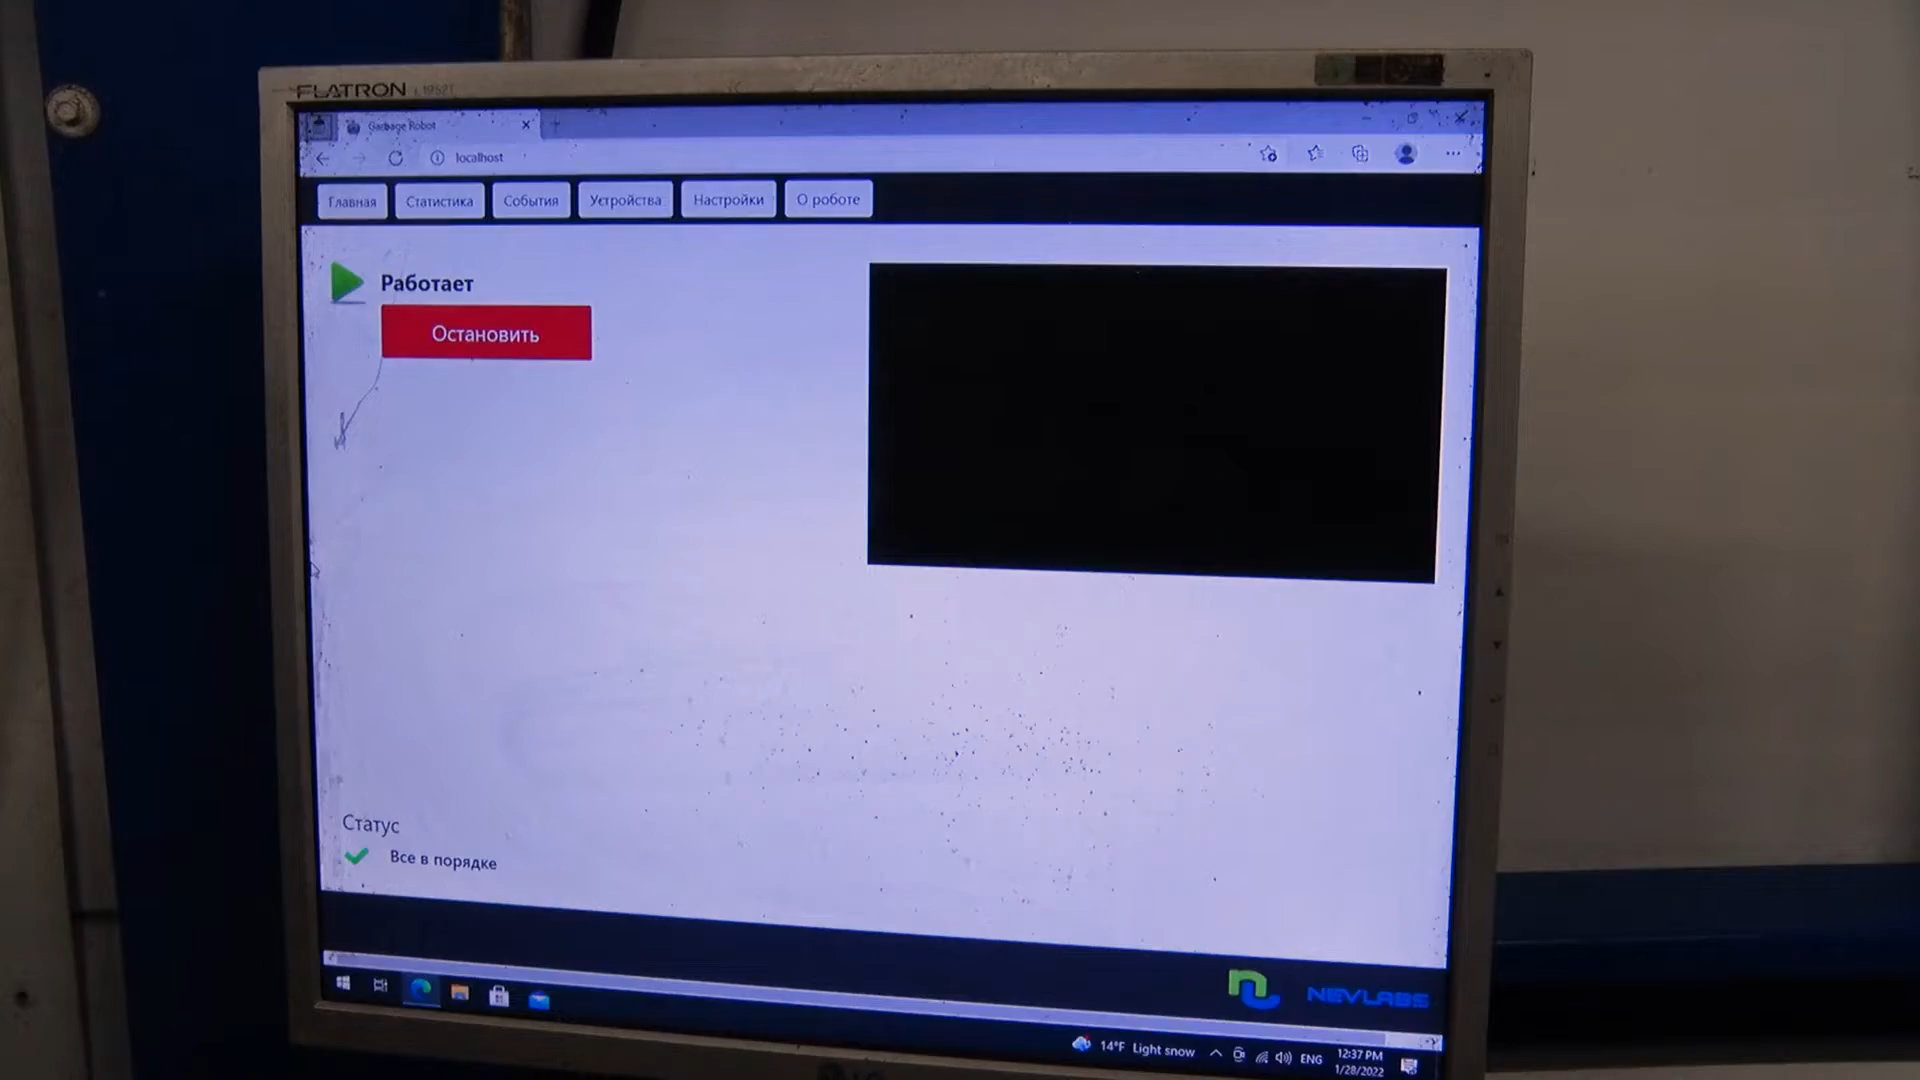 FLATRON L1952T
Garbage Robot
localhost
Главная Статистика События Устройства Настройки О роботе
Работает
Остановить
Статус
Все в порядке
NEVLABS
14°F Light snow ENG 12:37 PM
1/28/2022